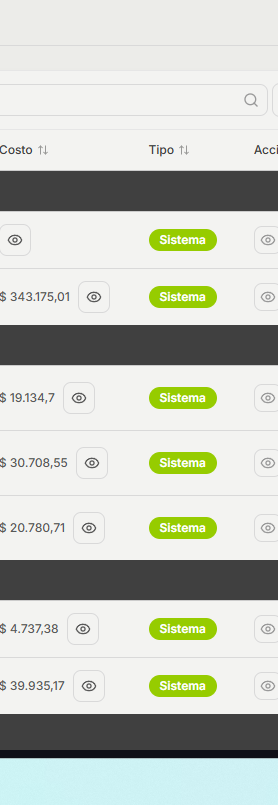 Costo Tipo Acci
Sistema
$ 343.175,01 Sistema
$ 19.134,7 Sistema
$ 30.708,55 Sistema
$ 20.780,71 Sistema
$ 4.737,38 Sistema
$ 39.935,17 Sistema